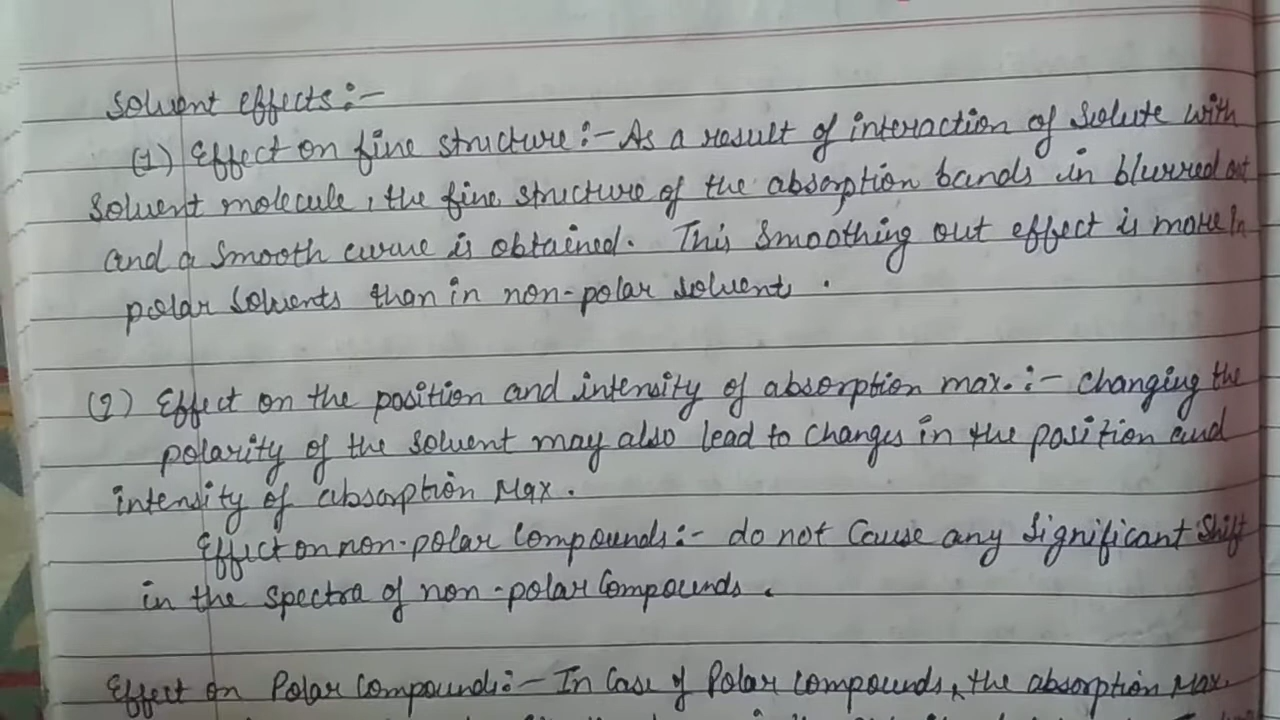 Solvent effects:-
(1) Effect on fine structure:- As a result of interaction of solute with
solvent molecule, the fine structure of the absorption bands in blurred out
and a smooth curve is obtained. This smoothing out effect is more in
polar solvents than in non-polar solvent.
(2) Effect on the position and intensity of absorption max.:- changing the
polarity of the solvent may also lead to changes in the position and
intensity of absorption Max.
Effect on non-polar Compounds:- do not Cause any significant shift
in the spectra of non-polar Compounds.
Effect on Polar Compounds:- In Case of Polar compounds, the absorption Max.